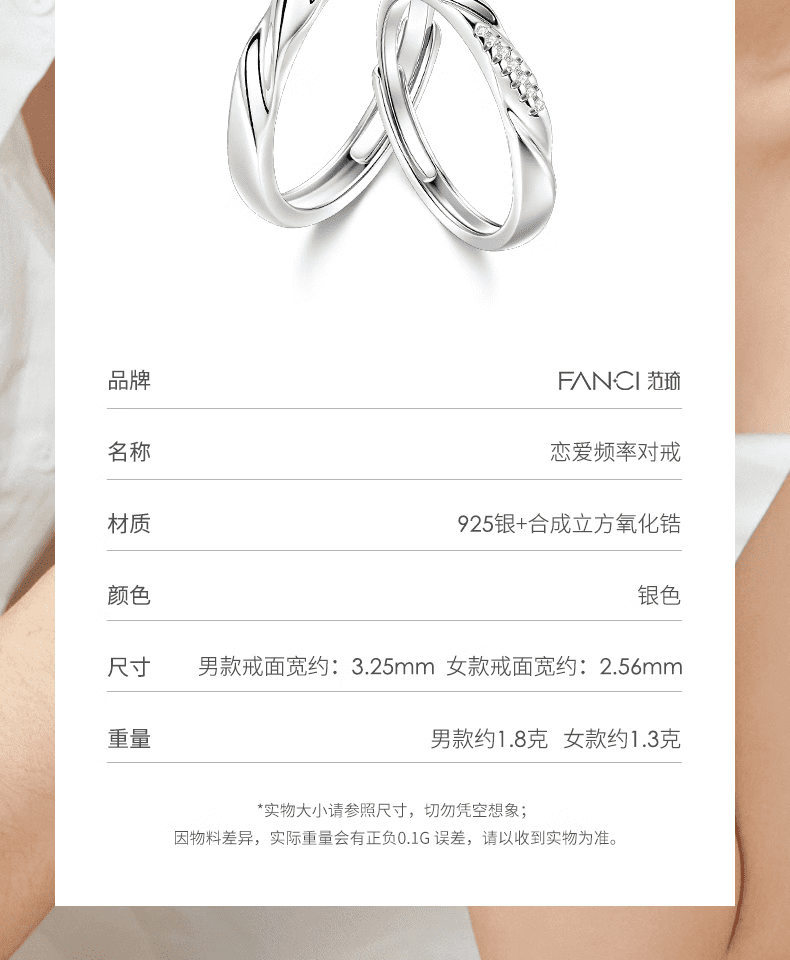 品牌 FANCI 范琦
名称 恋爱频率对戒
材质 925银+合成立方氧化锆
颜色 银色
尺寸 男款戒面宽约：3.25mm 女款戒面宽约：2.56mm
重量 男款约1.8克 女款约1.3克
*实物大小请参照尺寸，切勿凭空想象；
因物料差异，实际重量会有正负0.1G 误差，请以收到实物为准。